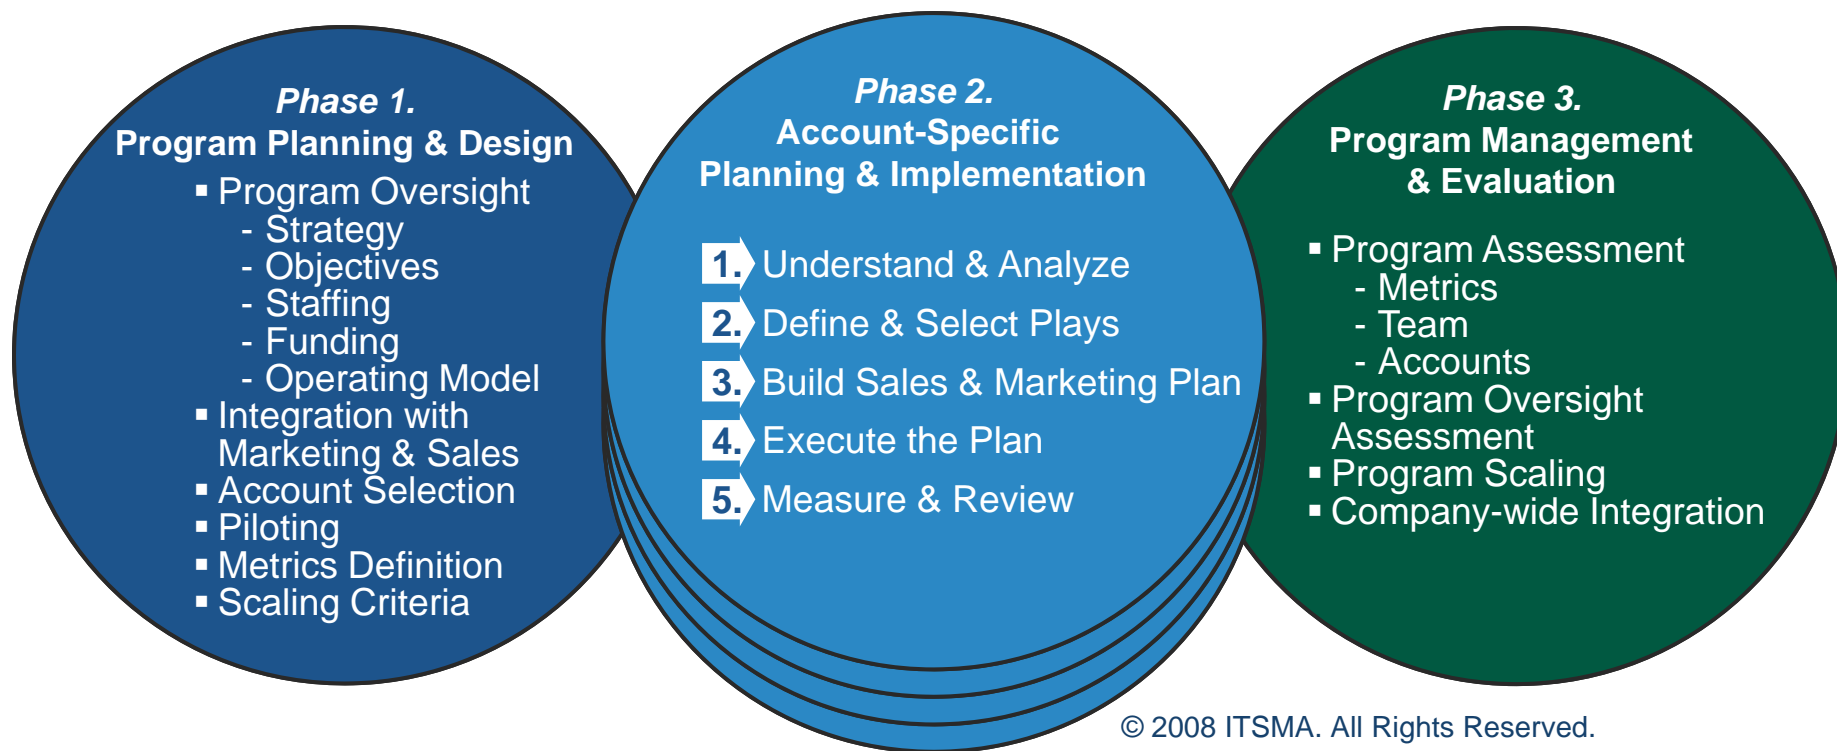 Phase 1.
Program Planning & Design
▪ Program Oversight
- Strategy
- Objectives
- Staffing
- Funding
- Operating Model
▪ Integration with
Marketing & Sales
▪ Account Selection
▪ Piloting
▪ Metrics Definition
▪ Scaling Criteria
Phase 2.
Account-Specific
Planning & Implementation
1. Understand & Analyze
2. Define & Select Plays
3. Build Sales & Marketing Plan
4. Execute the Plan
5. Measure & Review
Phase 3.
Program Management
& Evaluation
▪ Program Assessment
- Metrics
- Team
- Accounts
▪ Program Oversight
Assessment
▪ Program Scaling
▪ Company-wide Integration
© 2008 ITSMA. All Rights Reserved.